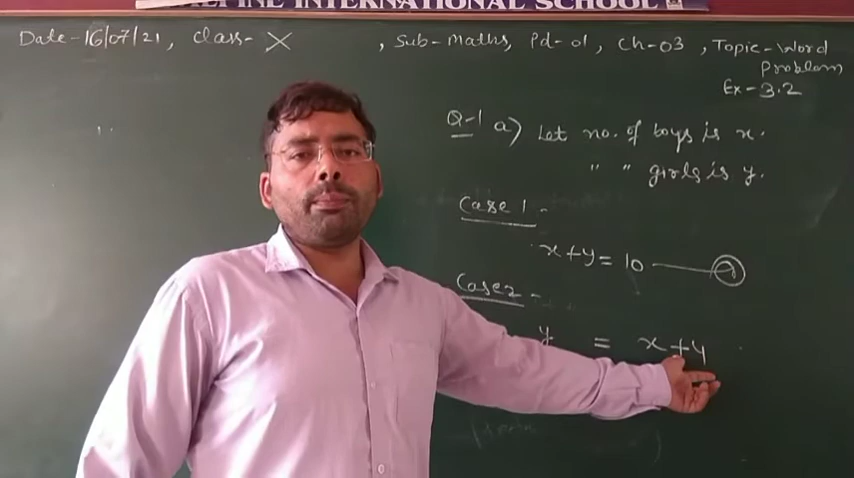 INTERNATIONAL SCHOOL
Date-16/07/21, Class-X, Sub-Maths, Pd-01, Ch-03, Topic-Word
Problem
Ex-3.2
Q-1 a) Let no. of boys is x.
" " girls is y.
Case 1 -
x+y=10
Case 2 -
y = x+4